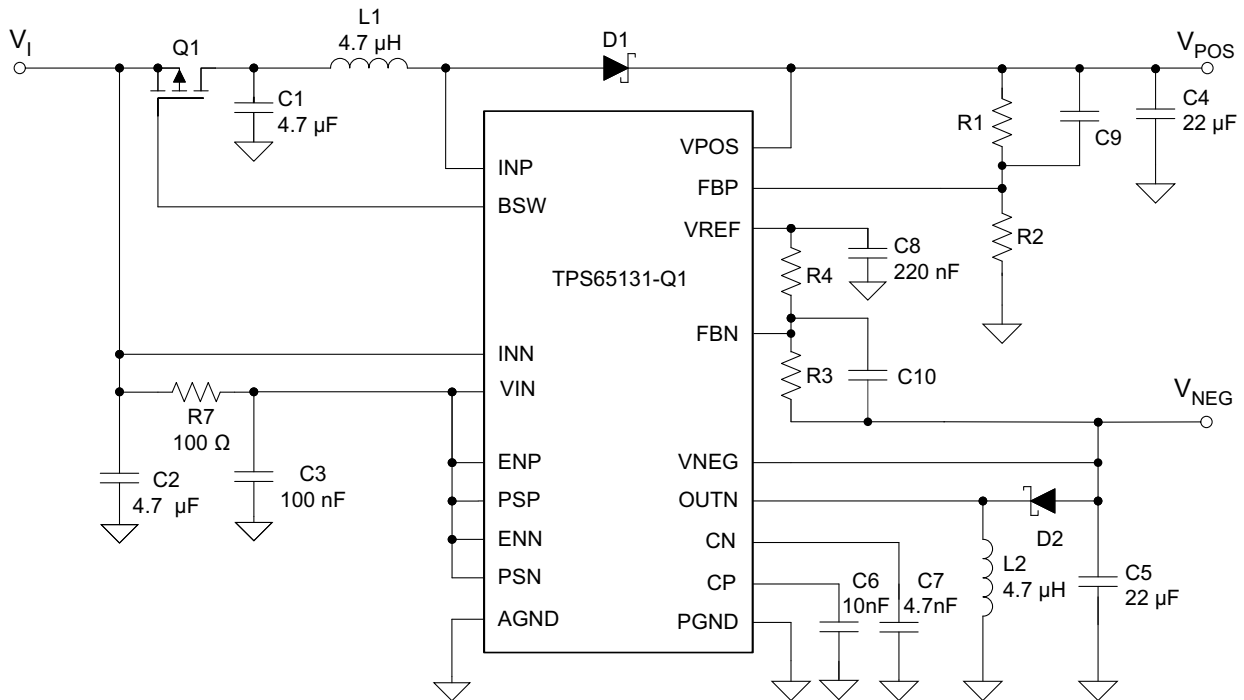 V_I
Q1
L1
4.7 µH
D1
V_POS
C1
4.7 µF
R1
C9
C4
22 µF
INP
BSW
INN
VIN
ENP
PSP
ENN
PSN
AGND
TPS65131-Q1
VPOS
FBP
VREF
FBN
VNEG
OUTN
CN
CP
PGND
R2
C8
220 nF
R4
R3
C10
V_NEG
R7
100 Ω
C2
4.7 µF
C3
100 nF
D2
L2
4.7 µH
C5
22 µF
C6
10nF
C7
4.7nF